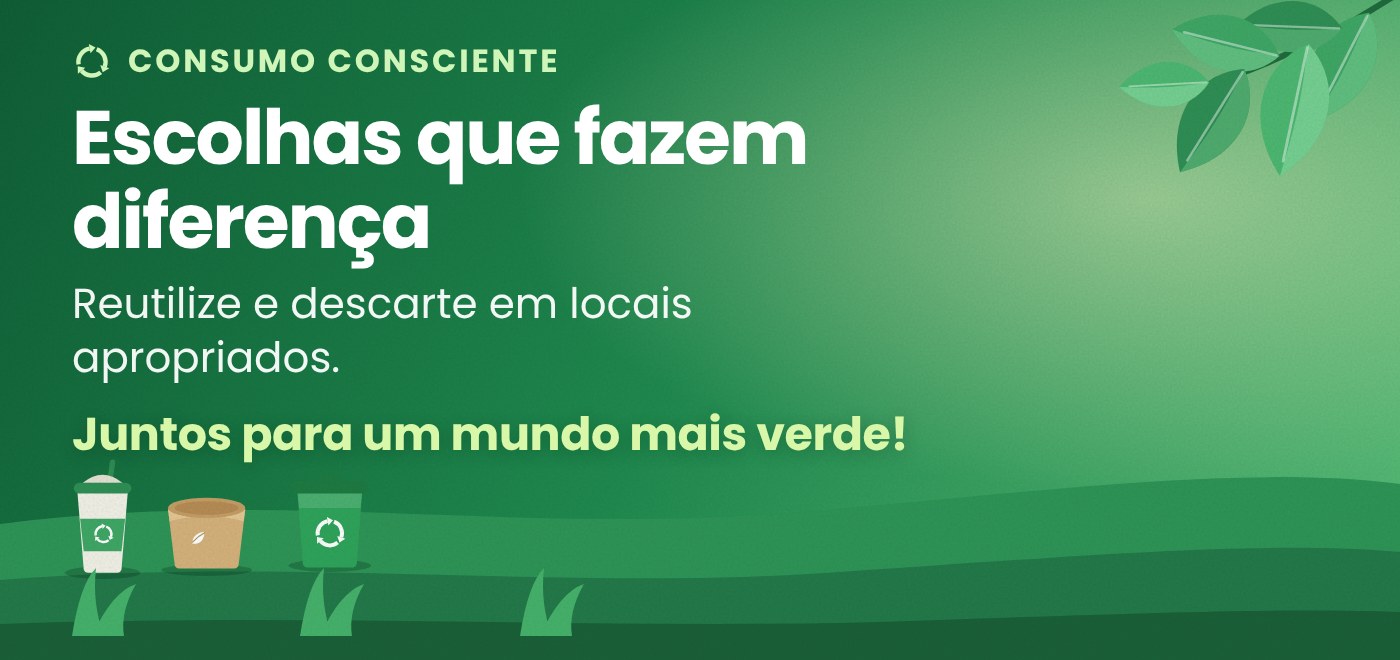 CONSUMO CONSCIENTE
Escolhas que fazem
diferença
Reutilize e descarte em locais
apropriados.
Juntos para um mundo mais verde!